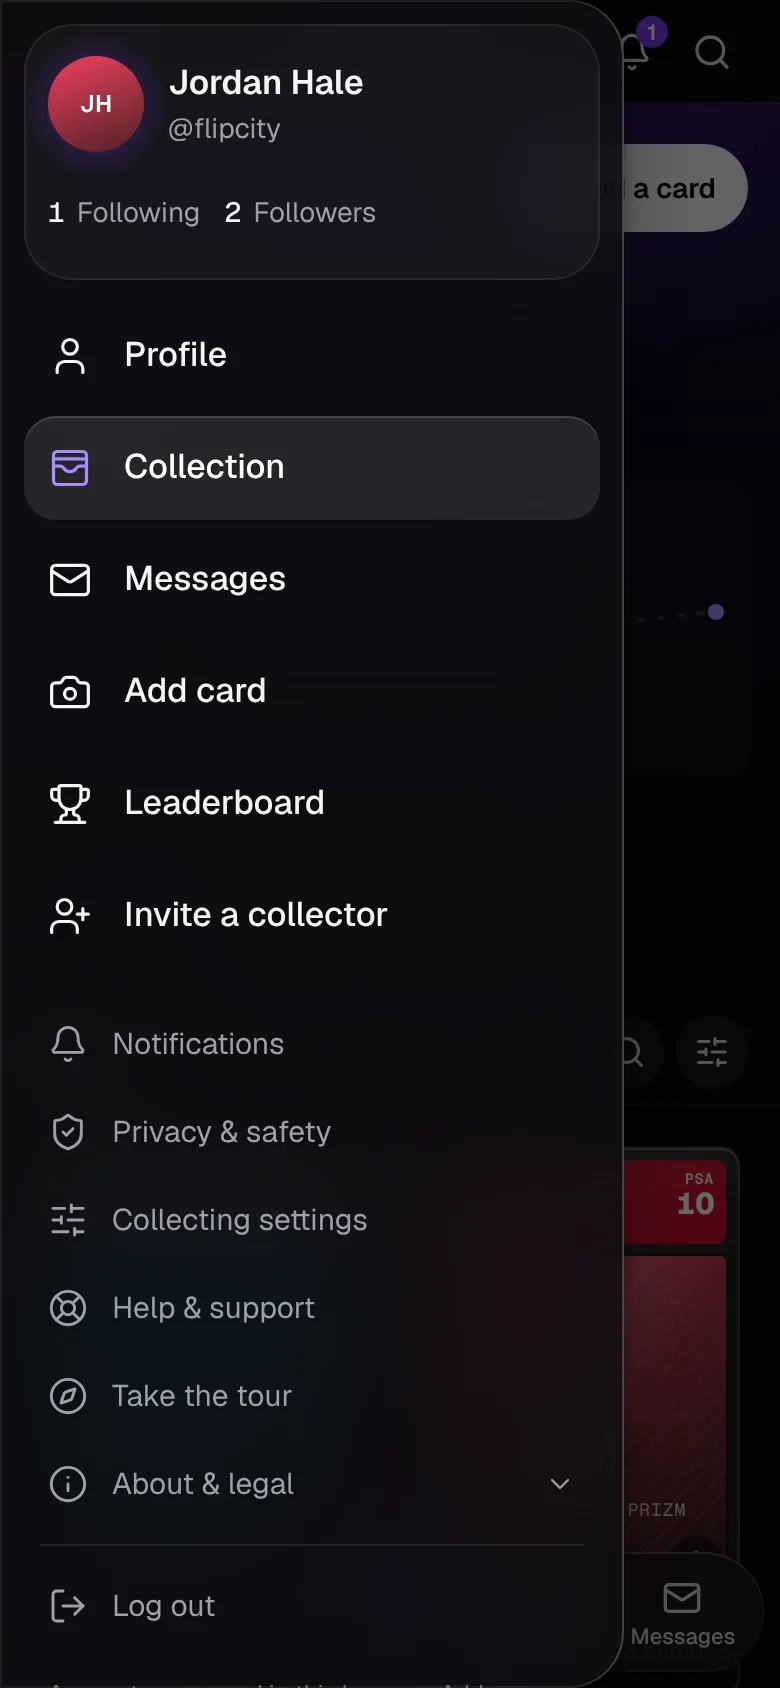 JH
Jordan Hale
@flipcity
1 Following 2 Followers
1
a card
Profile
Collection
Messages
Add card
Leaderboard
Invite a collector
Notifications
Privacy & safety
Collecting settings
Help & support
Take the tour
About & legal
Log out
PSA
10
PRIZM
Messages